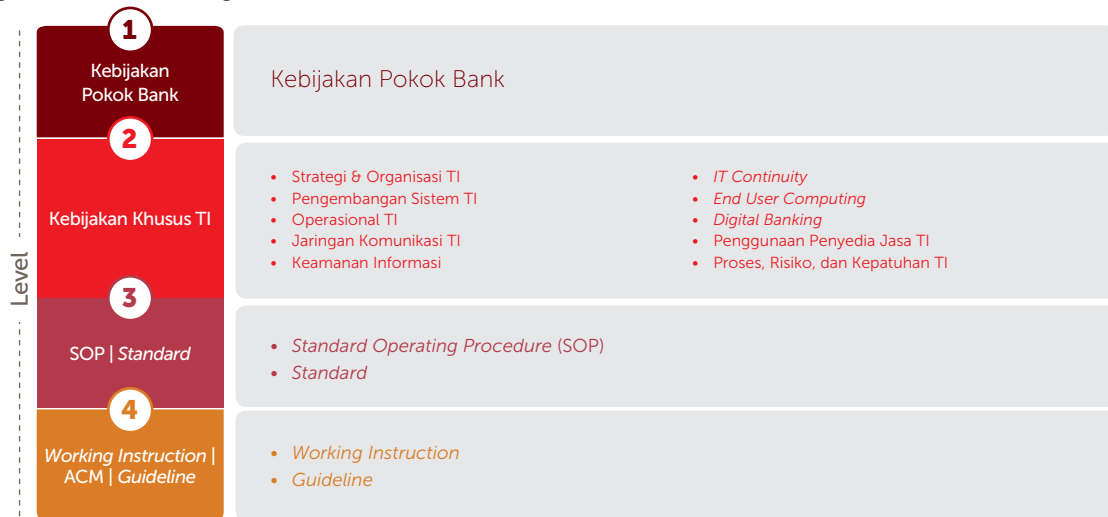 Level
1
Kebijakan
Pokok Bank
Kebijakan Pokok Bank
2
Kebijakan Khusus TI
• Strategi & Organisasi TI
• Pengembangan Sistem TI
• Operasional TI
• Jaringan Komunikasi TI
• Keamanan Informasi
• IT Continuity
• End User Computing
• Digital Banking
• Penggunaan Penyedia Jasa TI
• Proses, Risiko, dan Kepatuhan TI
3
SOP | Standard
• Standard Operating Procedure (SOP)
• Standard
4
Working Instruction |
ACM | Guideline
• Working Instruction
• Guideline